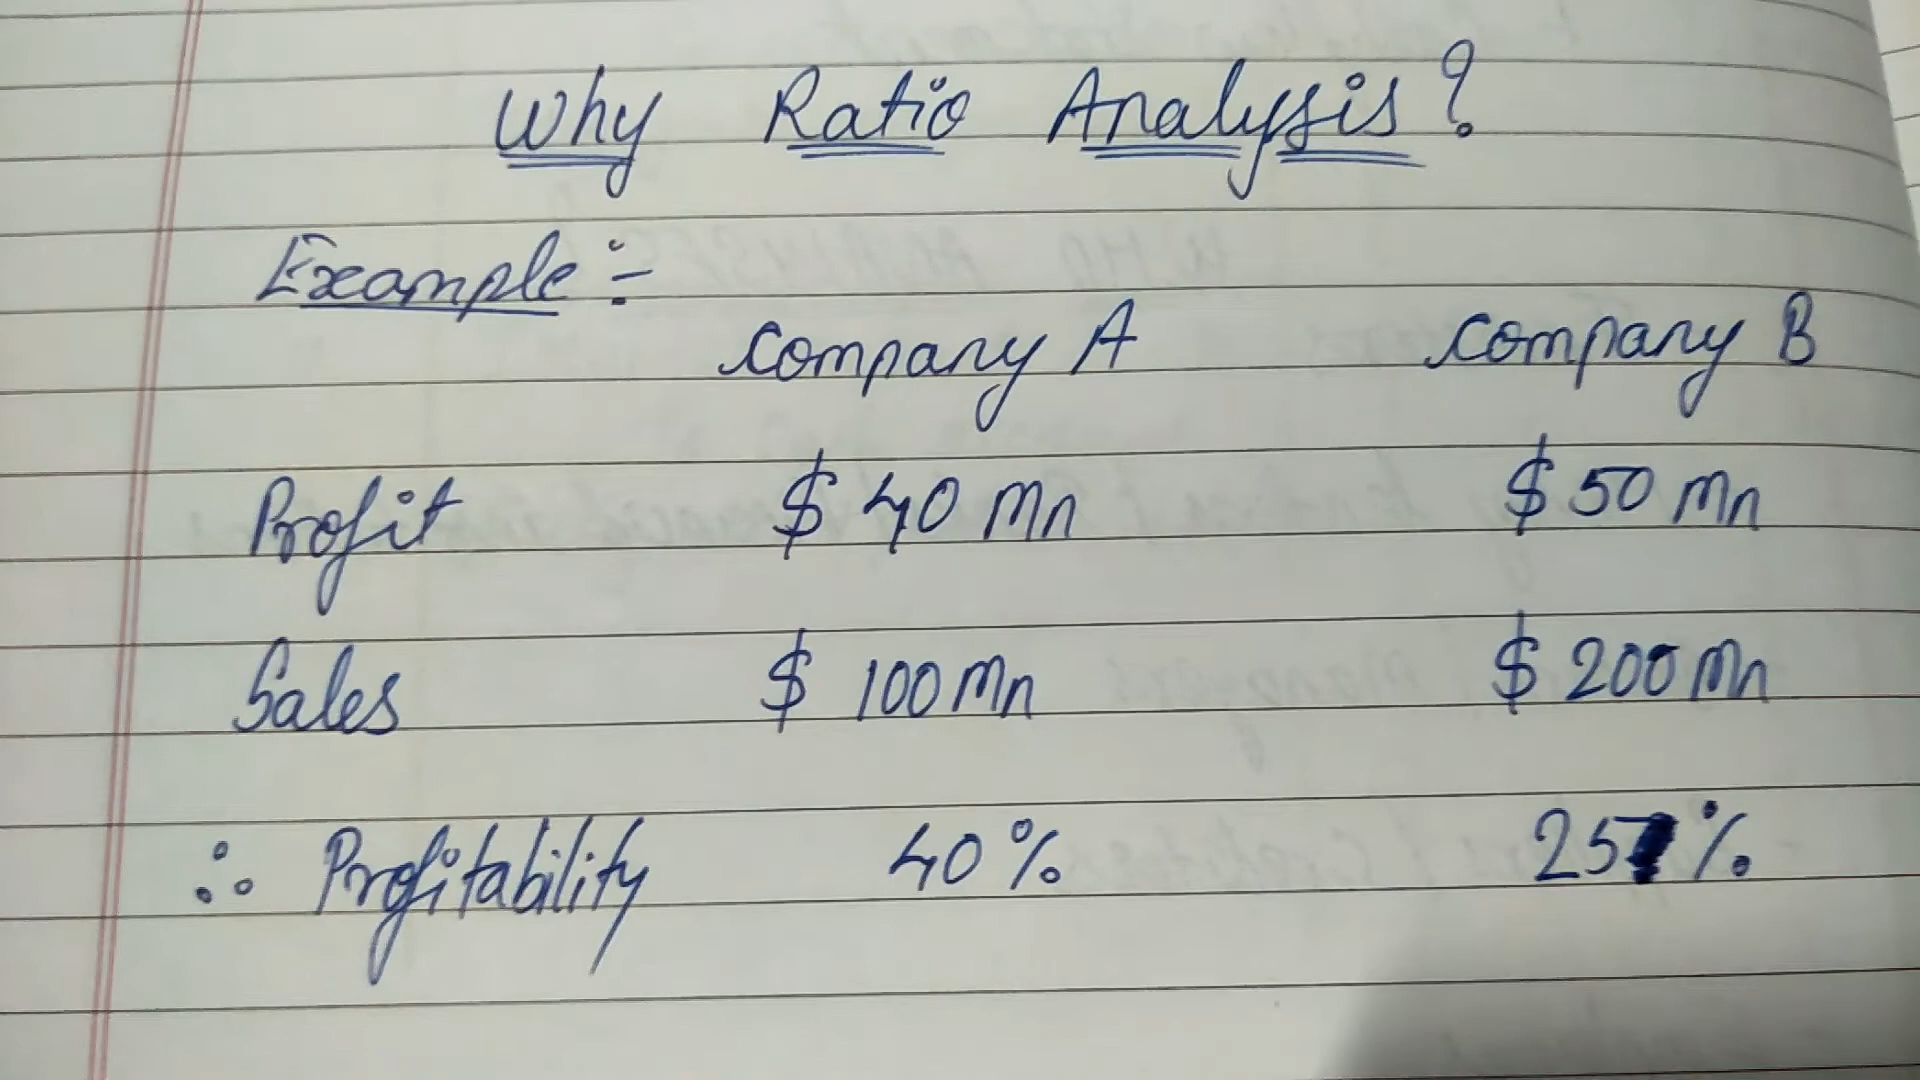 Why Ratio Analysis?
Example :-
Company A Company B
Profit $ 40 Mn $ 50 Mn
Sales $ 100 Mn $ 200 Mn
∴ Profitability 40% 25%